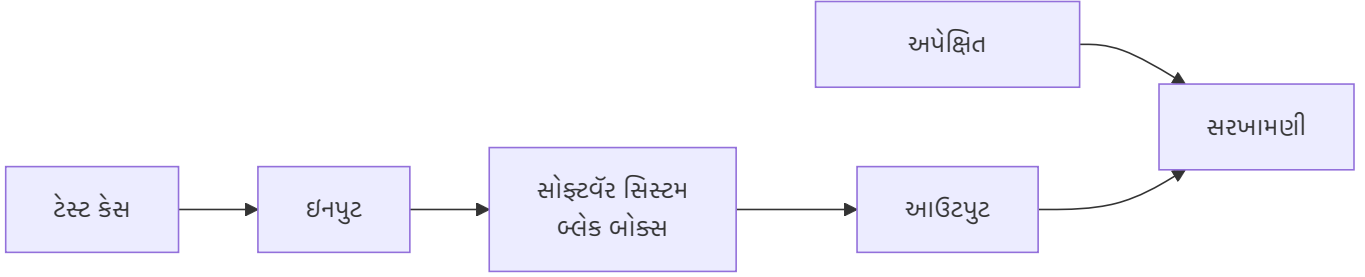 અપેક્ષિત
સરખામણી
ટેસ્ટ કેસ
ઇનપુટ
સોફ્ટવૅર સિસ્ટમ
બ્લેક બોક્સ
આઉટપુટ